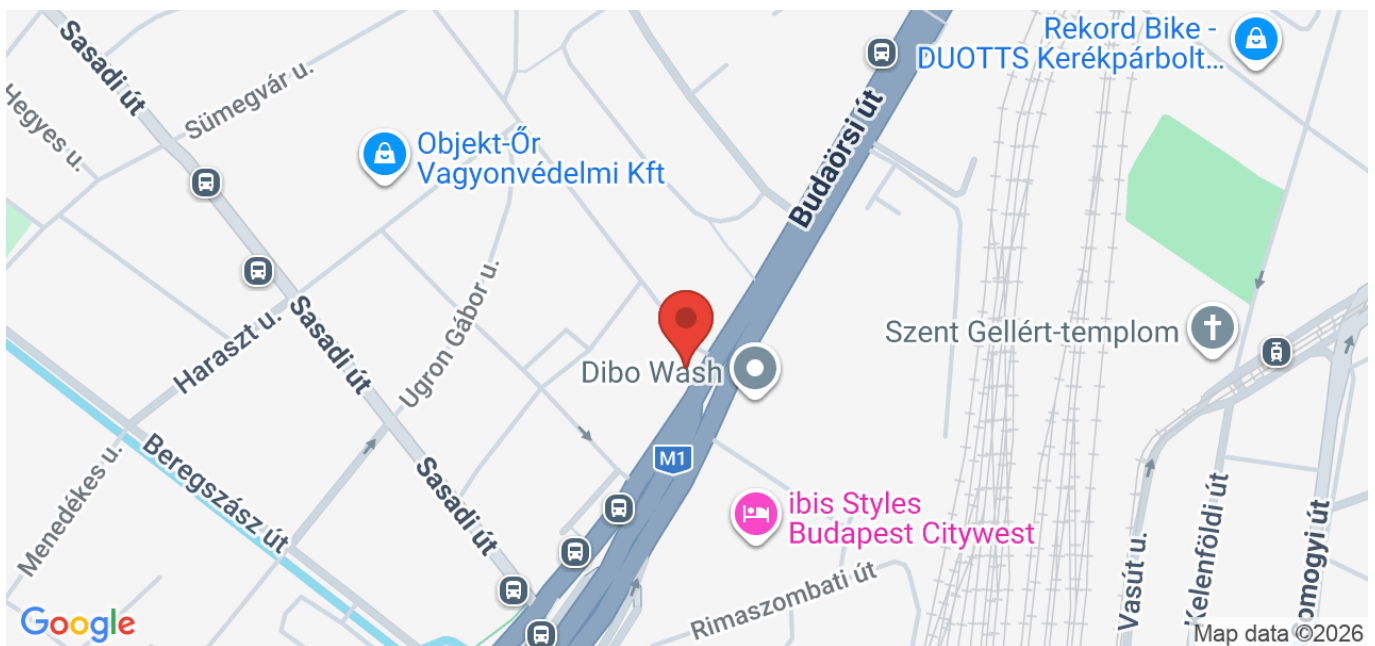 Sasadi út
Sümegvár u.
Hegyes u.
Objekt-Őr
Vagyonvédelmi Kft
Budaörsi út
Rekord Bike -
DUOTTS Kerékpárbolt...
Haraszt u.
Sasadi út
Ugron Gábor u.
Dibo Wash
Szent Gellért-templom
M1
Menedékes u.
Beregszász út
Sasadi út
ibis Styles
Budapest Citywest
Rimaszombati út
Vasút u.
Kelenföldi út
omogyi út
Google
Map data ©2026